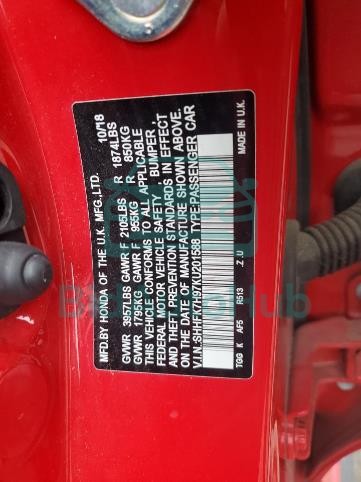 MFD.BY HONDA OF THE U.K. MFG.,LTD. 10/18
GVWR 3957LBS GAWR F 2105LBS R 1874LBS
GVWR 1795KG GAWR F 955KG R 850KG
THIS VEHICLE CONFORMS TO ALL APPLICABLE
FEDERAL MOTOR VEHICLE SAFETY , BUMPER ,
AND THEFT PREVENTION STANDARDS IN EFFECT
ON THE DATE OF MANUFACTURE SHOWN ABOVE.
V.I.N.:SHHFK7H57KU201588 TYPE:PASSENGER CAR
TGG K AF5 R513 Z U MADE IN U.K.